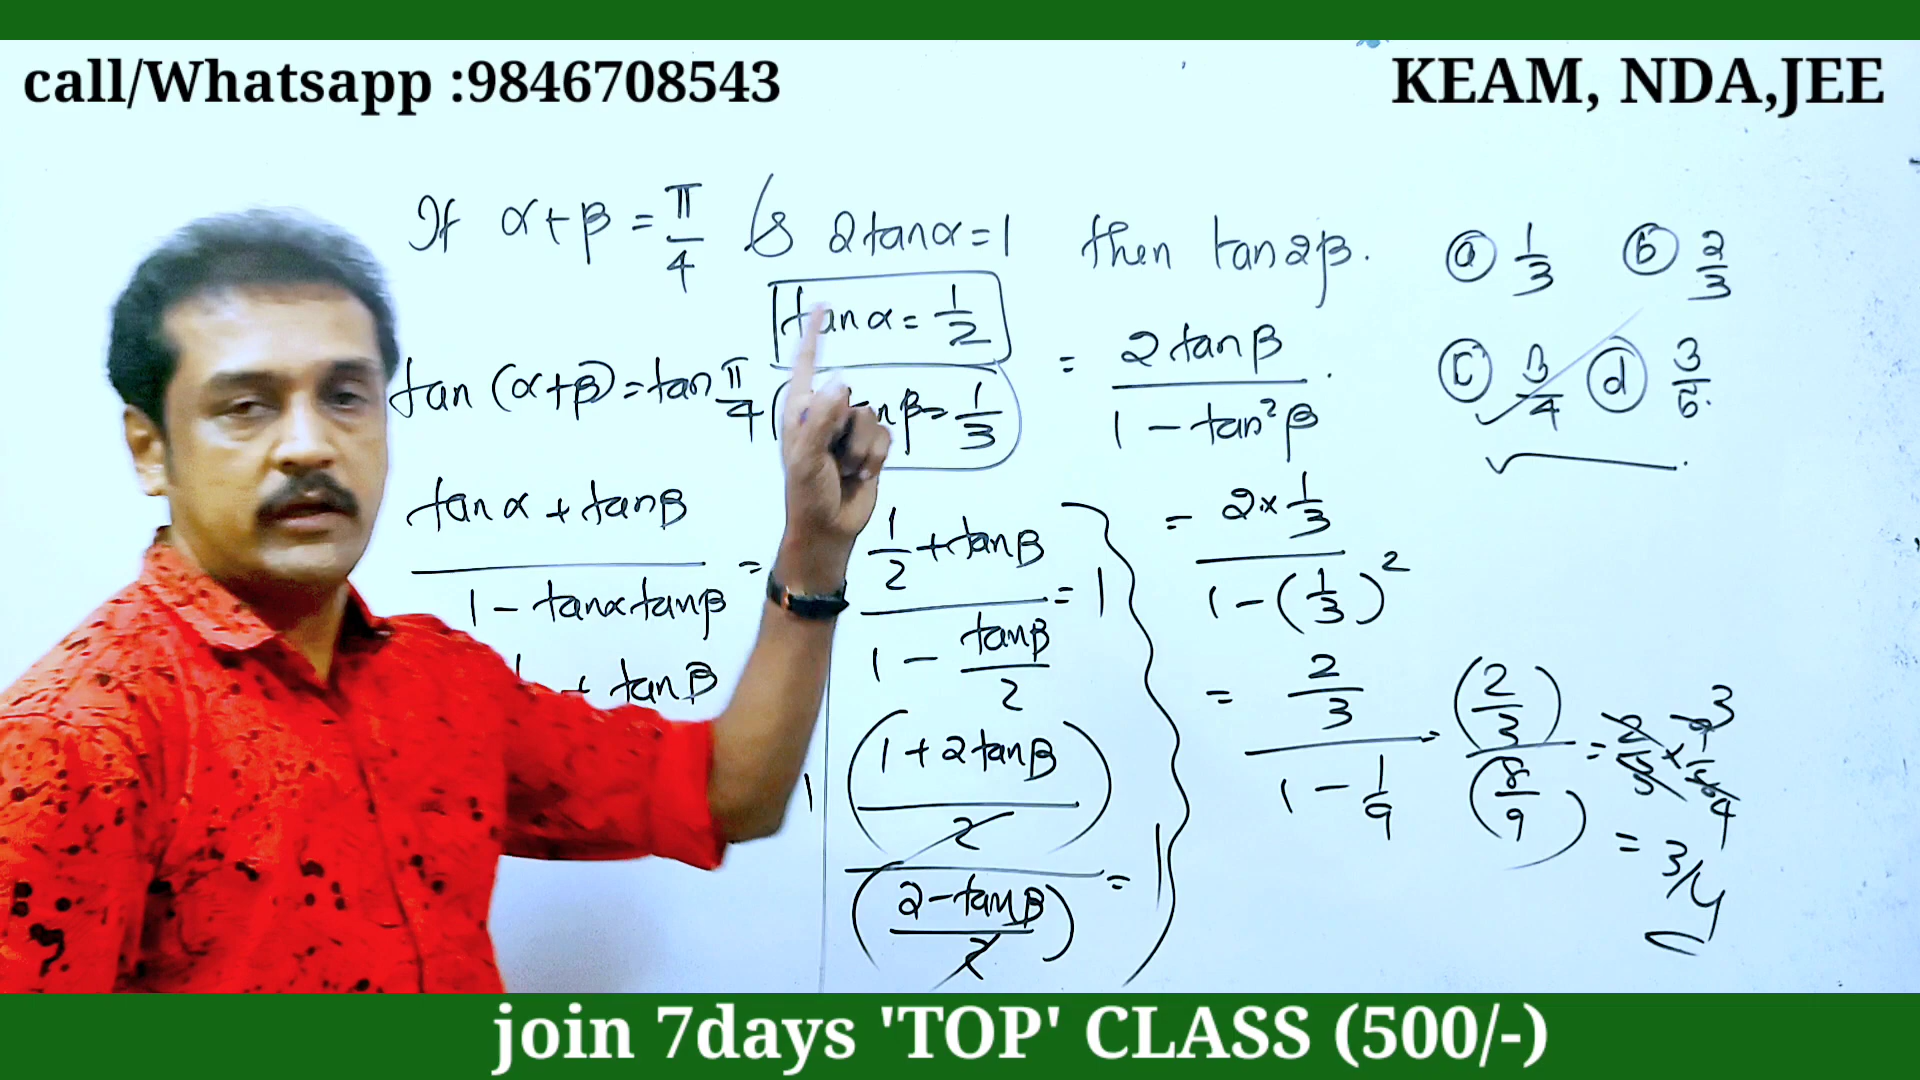 call/Whatsapp :9846708543
KEAM, NDA,JEE
If α+β = π/4 & 2tanα=1 then tan2β.
(a) 1/3 (b) 2/3
(c) 3/4 (d) 3/5.
tanα = 1/2
tan (α+β) = tan π/4
β = 1/3
= 2 tanβ / 1 - tan²β .
tanα + tanβ / 1 - tanα tanβ =
+ tanβ
1/2 + tanβ / 1 - tanβ/2 = 1
(1 + 2tanβ / 2) / (2 - tanβ / 2) = 1
= 2 × 1/3 / 1 - (1/3)²
= 2/3 / 1 - 1/9 = (2/3) / (8/9) =
= 3/4
join 7days 'TOP' CLASS (500/-)